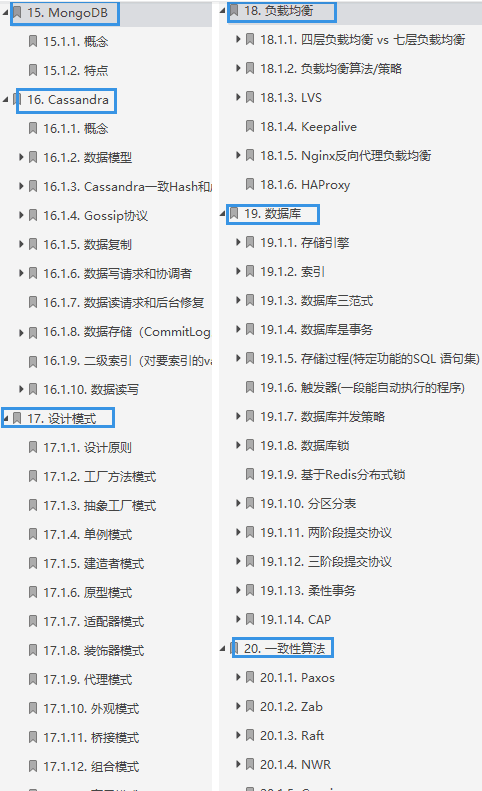 15. MongoDB
15.1.1. 概念
15.1.2. 特点
16. Cassandra
16.1.1. 概念
16.1.2. 数据模型
16.1.3. Cassandra一致Hash和
16.1.4. Gossip协议
16.1.5. 数据复制
16.1.6. 数据写请求和协调者
16.1.7. 数据读请求和后台修复
16.1.8. 数据存储（CommitLog
16.1.9. 二级索引（对要索引的va
16.1.10. 数据读写
17. 设计模式
17.1.1. 设计原则
17.1.2. 工厂方法模式
17.1.3. 抽象工厂模式
17.1.4. 单例模式
17.1.5. 建造者模式
17.1.6. 原型模式
17.1.7. 适配器模式
17.1.8. 装饰器模式
17.1.9. 代理模式
17.1.10. 外观模式
17.1.11. 桥接模式
17.1.12. 组合模式
18. 负载均衡
18.1.1. 四层负载均衡 vs 七层负载均衡
18.1.2. 负载均衡算法/策略
18.1.3. LVS
18.1.4. Keepalive
18.1.5. Nginx反向代理负载均衡
18.1.6. HAProxy
19. 数据库
19.1.1. 存储引擎
19.1.2. 索引
19.1.3. 数据库三范式
19.1.4. 数据库是事务
19.1.5. 存储过程(特定功能的SQL 语句集)
19.1.6. 触发器(一段能自动执行的程序)
19.1.7. 数据库并发策略
19.1.8. 数据库锁
19.1.9. 基于Redis分布式锁
19.1.10. 分区分表
19.1.11. 两阶段提交协议
19.1.12. 三阶段提交协议
19.1.13. 柔性事务
19.1.14. CAP
20. 一致性算法
20.1.1. Paxos
20.1.2. Zab
20.1.3. Raft
20.1.4. NWR